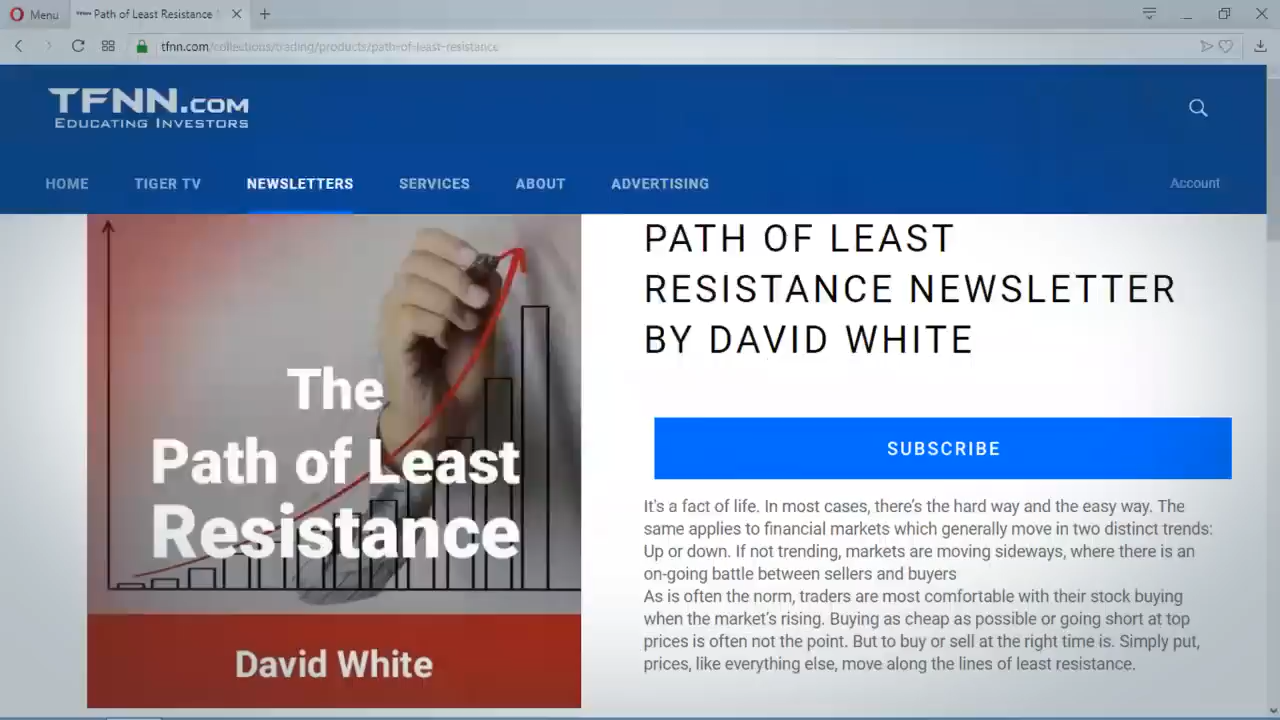 Menu
TFNN Path of Least Resistance
tfnn.com/collections/trading/products/path-of-least-resistance
TFNN.COM
EDUCATING INVESTORS
HOME TIGER TV NEWSLETTERS SERVICES ABOUT ADVERTISING Account
The
Path of Least
Resistance
David White
PATH OF LEAST
RESISTANCE NEWSLETTER
BY DAVID WHITE
SUBSCRIBE
It's a fact of life. In most cases, there's the hard way and the easy way. The
same applies to financial markets which generally move in two distinct trends:
Up or down. If not trending, markets are moving sideways, where there is an
on-going battle between sellers and buyers
As is often the norm, traders are most comfortable with their stock buying
when the market's rising. Buying as cheap as possible or going short at top
prices is often not the point. But to buy or sell at the right time is. Simply put,
prices, like everything else, move along the lines of least resistance.